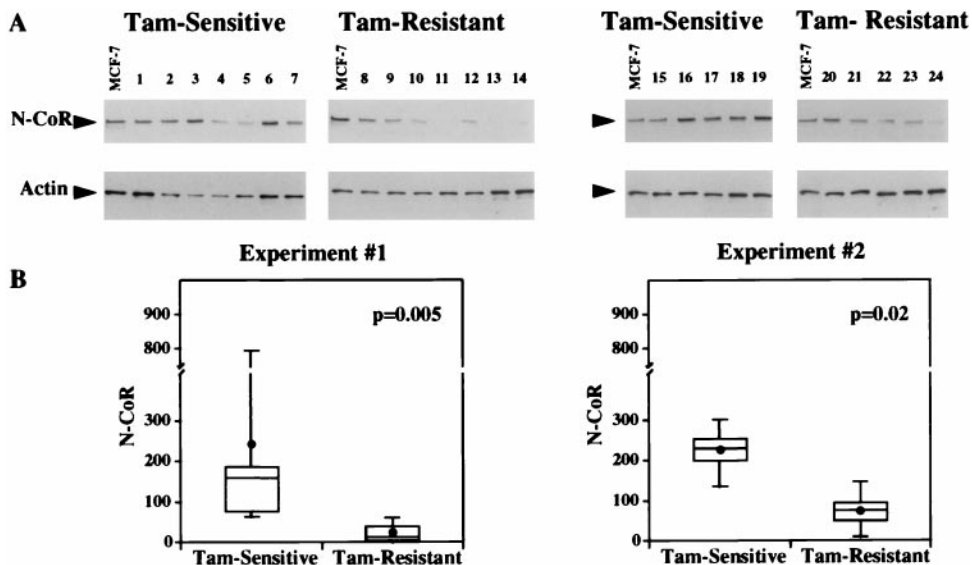 A Tam-Sensitive Tam-Resistant Tam-Sensitive Tam- Resistant
MCF-7 1 2 3 4 5 6 7 MCF-7 8 9 10 11 12 13 14 MCF-7 15 16 17 18 19 MCF-7 20 21 22 23 24
N-CoR
Actin
B Experiment #1 Experiment #2
900
800
300
200
100
0
N-CoR
p=0.005
Tam-Sensitive Tam-Resistant
900
800
300
200
100
0
N-CoR
p=0.02
Tam-Sensitive Tam-Resistant